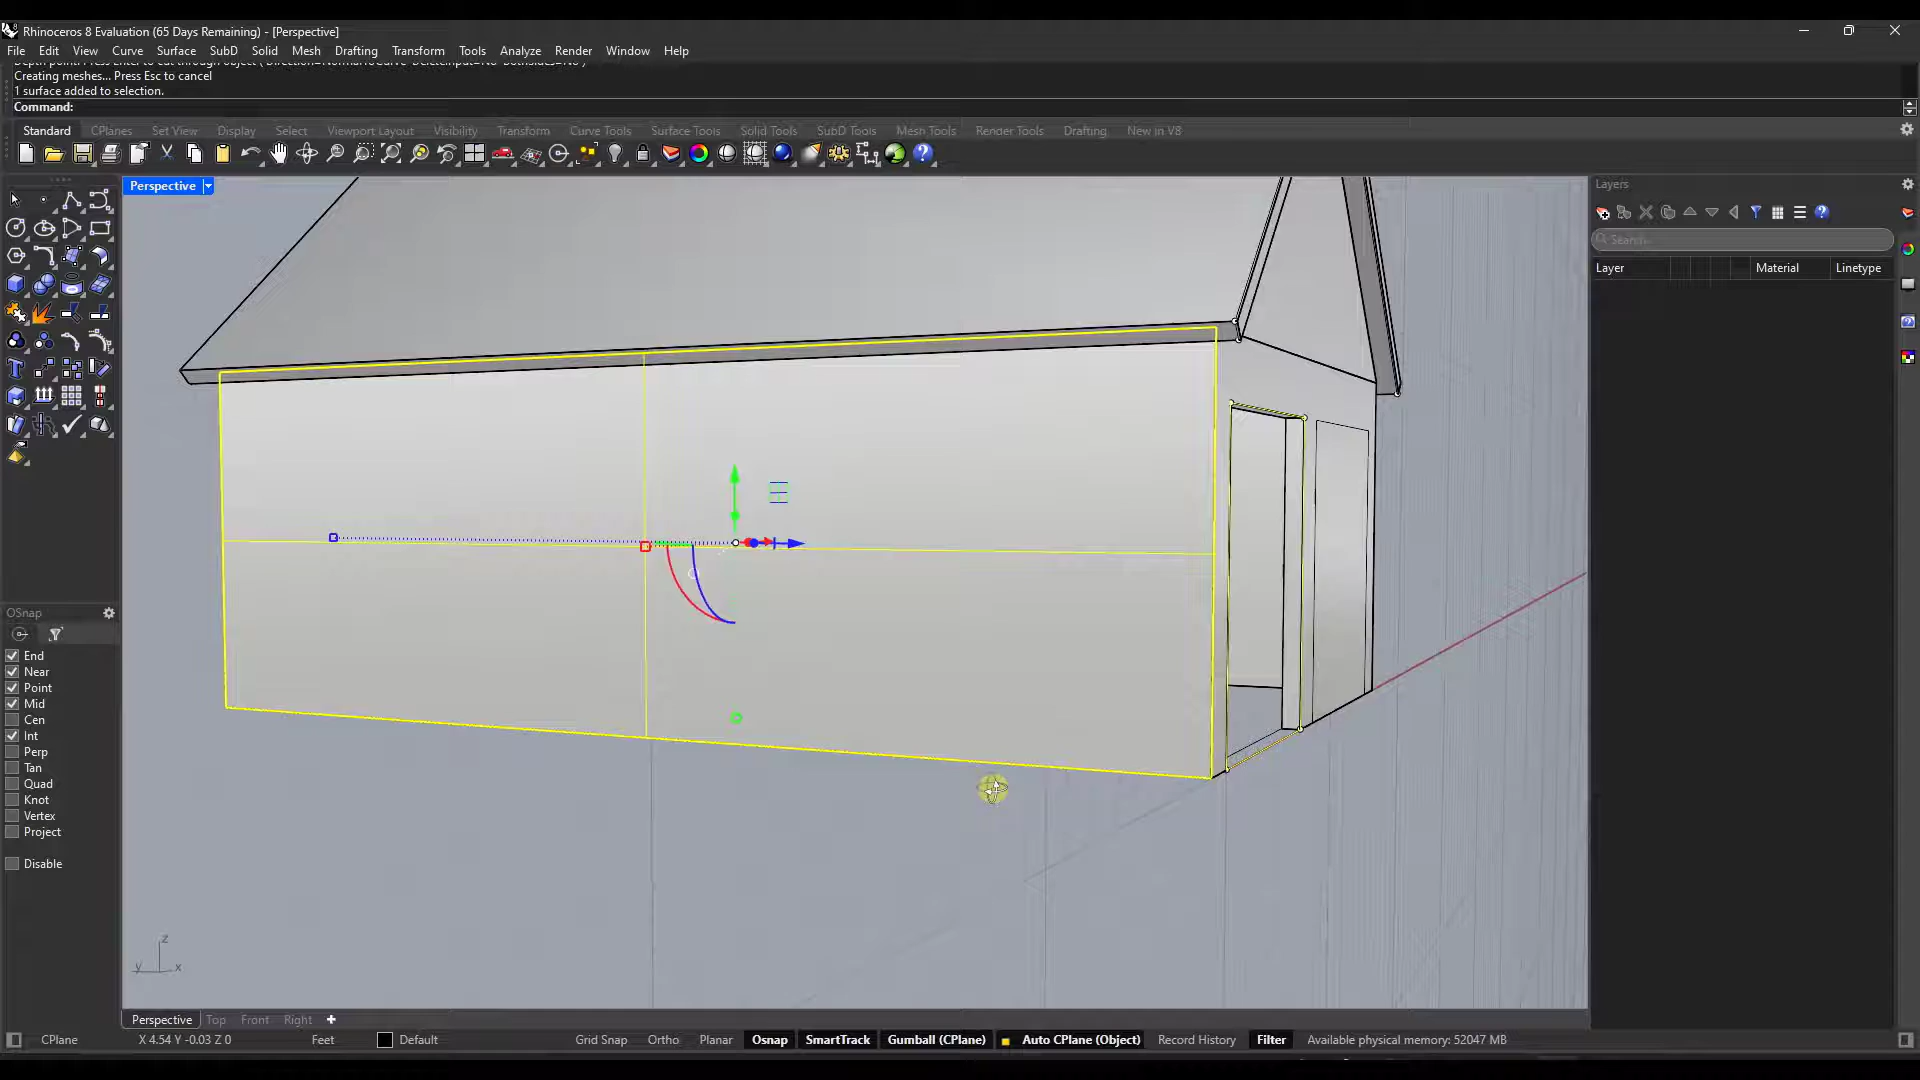 Rhinoceros 8 Evaluation (65 Days Remaining) - [Perspective]
File Edit View Curve Surface SubD Solid Mesh Drafting Transform Tools Analyze Render Window Help
Creating meshes... Press Esc to cancel
1 surface added to selection.
Command:
Standard CPlanes Set View Display Select Viewport Layout Visibility Transform Curve Tools Surface Tools Solid Tools SubD Tools Mesh Tools Render Tools Drafting New in V8
Perspective
Layers
Search...
Layer Material Linetype
OSnap
End
Near
Point
Mid
Cen
Int
Perp
Tan
Quad
Knot
Vertex
Project
Disable
z
y x
Perspective Top Front Right
CPlane X 4.54 Y -0.03 Z 0 Feet Default Grid Snap Ortho Planar Osnap SmartTrack Gumball (CPlane) Auto CPlane (Object) Record History Filter Available physical memory: 52047 MB